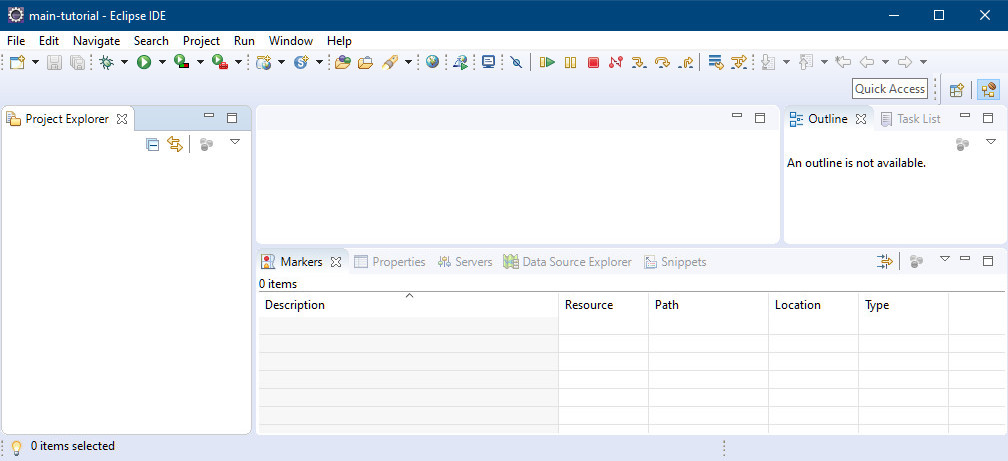 main-tutorial - Eclipse IDE
File Edit Navigate Search Project Run Window Help
Quick Access
Project Explorer
Outline Task List
An outline is not available.
Markers Properties Servers Data Source Explorer Snippets
0 items
Description Resource Path Location Type
0 items selected